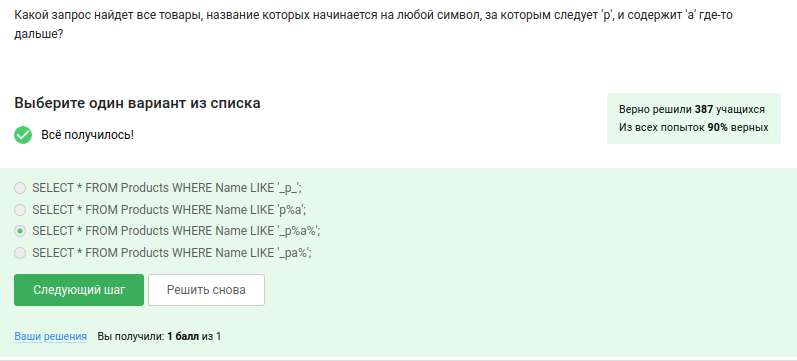 Какой запрос найдет все товары, название которых начинается на любой символ, за которым следует 'p', и содержит 'a' где-то
дальше?
Выберите один вариант из списка
Верно решили 387 учащихся
Из всех попыток 90% верных
Всё получилось!
SELECT * FROM Products WHERE Name LIKE '_p_';
SELECT * FROM Products WHERE Name LIKE 'p%a';
SELECT * FROM Products WHERE Name LIKE '_p%a%';
SELECT * FROM Products WHERE Name LIKE '_pa%';
Следующий шаг
Решить снова
Ваши решения Вы получили: 1 балл из 1